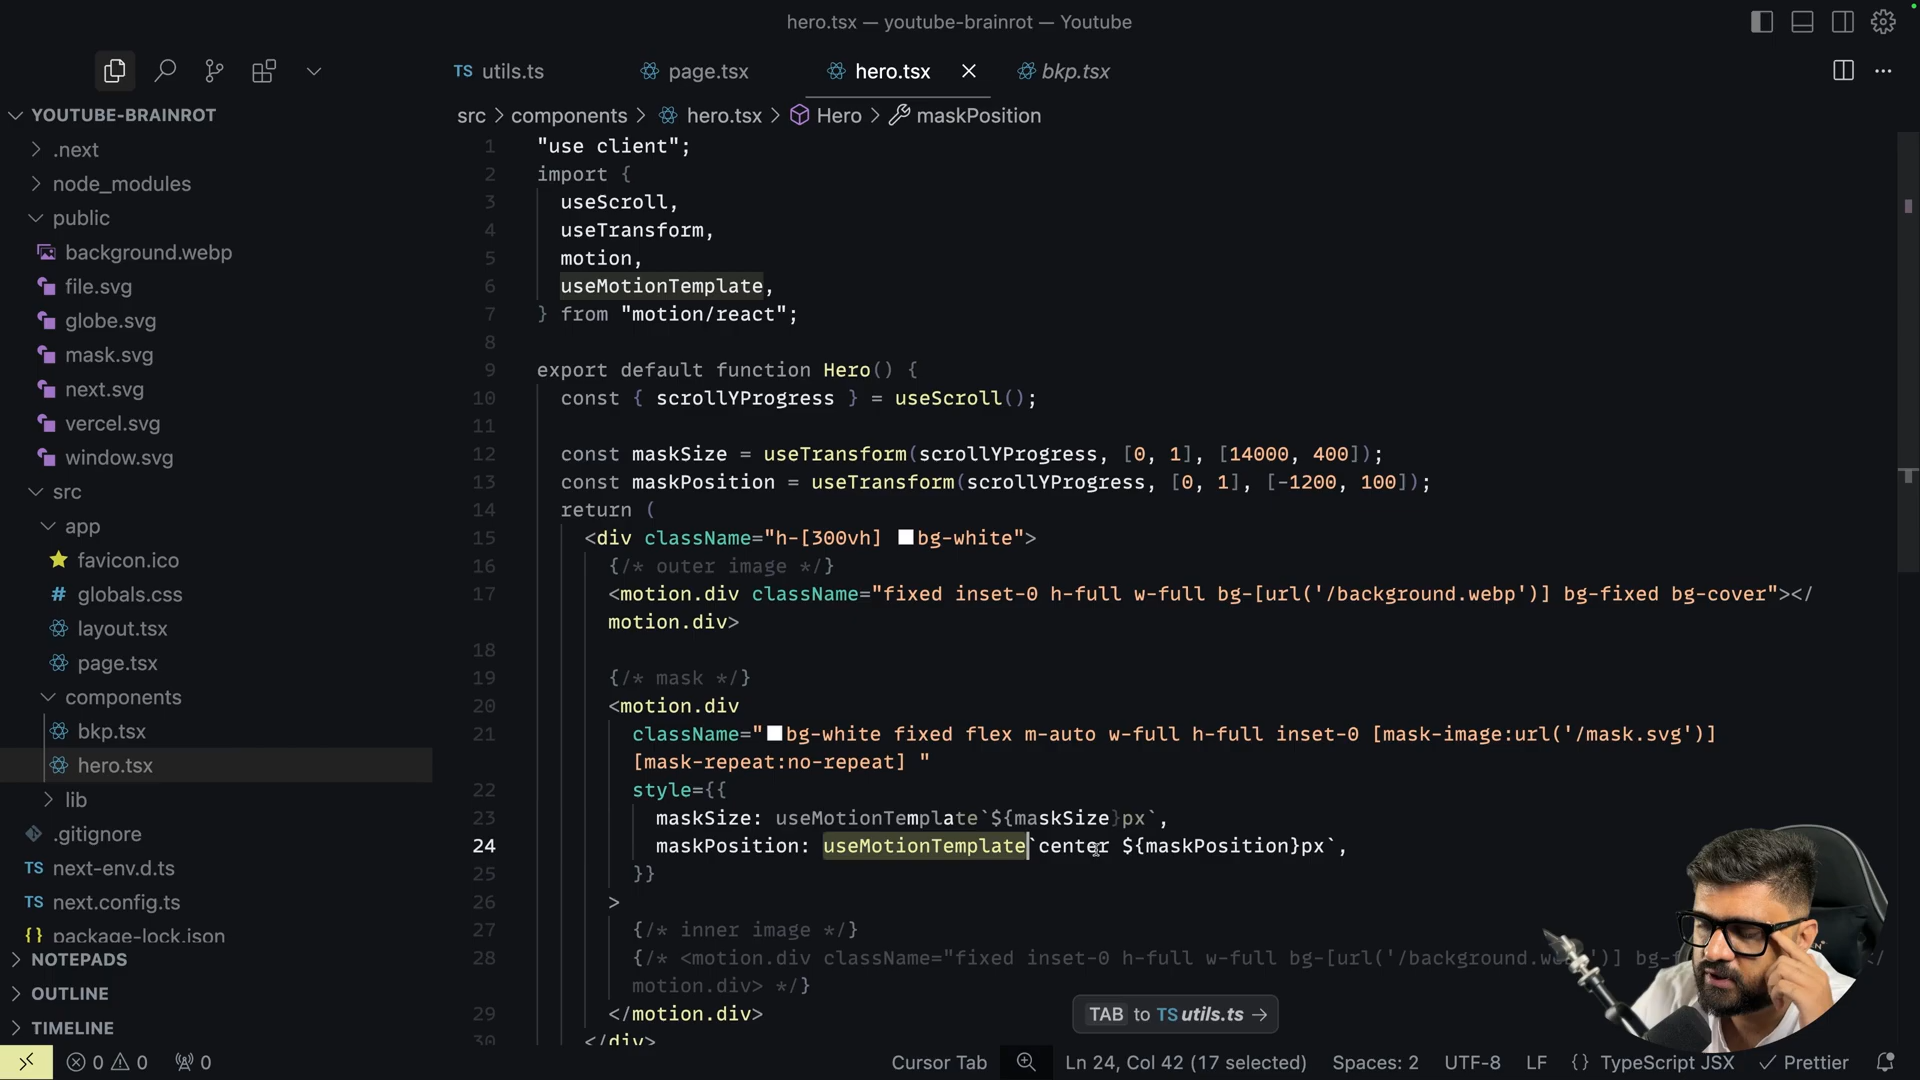 hero.tsx — youtube-brainrot — Youtube
TS utils.ts
page.tsx
hero.tsx
bkp.tsx
YOUTUBE-BRAINROT
.next
node_modules
public
background.webp
file.svg
globe.svg
mask.svg
next.svg
vercel.svg
window.svg
src
app
favicon.ico
# globals.css
layout.tsx
page.tsx
components
bkp.tsx
hero.tsx
lib
.gitignore
TS next-env.d.ts
TS next.config.ts
{} package-lock.json
NOTEPADS
OUTLINE
TIMELINE
src > components > hero.tsx > Hero > maskPosition
1 "use client";
2 import {
3 useScroll,
4 useTransform,
5 motion,
6 useMotionTemplate,
7 } from "motion/react";
8
9 export default function Hero() {
10 const { scrollYProgress } = useScroll();
11
12 const maskSize = useTransform(scrollYProgress, [0, 1], [14000, 400]);
13 const maskPosition = useTransform(scrollYProgress, [0, 1], [-1200, 100]);
14 return (
15 <div className="h-[300vh] bg-white">
16 {/* outer image */}
17 <motion.div className="fixed inset-0 h-full w-full bg-[url('/background.webp')] bg-fixed bg-cover"></
motion.div>
18
19 {/* mask */}
20 <motion.div
21 className="bg-white fixed flex m-auto w-full h-full inset-0 [mask-image:url('/mask.svg')]
[mask-repeat:no-repeat] "
22 style={{
23 maskSize: useMotionTemplate`${maskSize}px`,
24 maskPosition: useMotionTemplate`center ${maskPosition}px`,
25 }}
26 >
27 {/* inner image */}
28 {/* <motion.div className="fixed inset-0 h-full w-full bg-[url('/background.we
motion.div> */}
29 </motion.div>
30 </div>
TAB to TS utils.ts →
0 0 0
Cursor Tab
Ln 24, Col 42 (17 selected)
Spaces: 2
UTF-8
LF
{} TypeScript JSX
Prettier